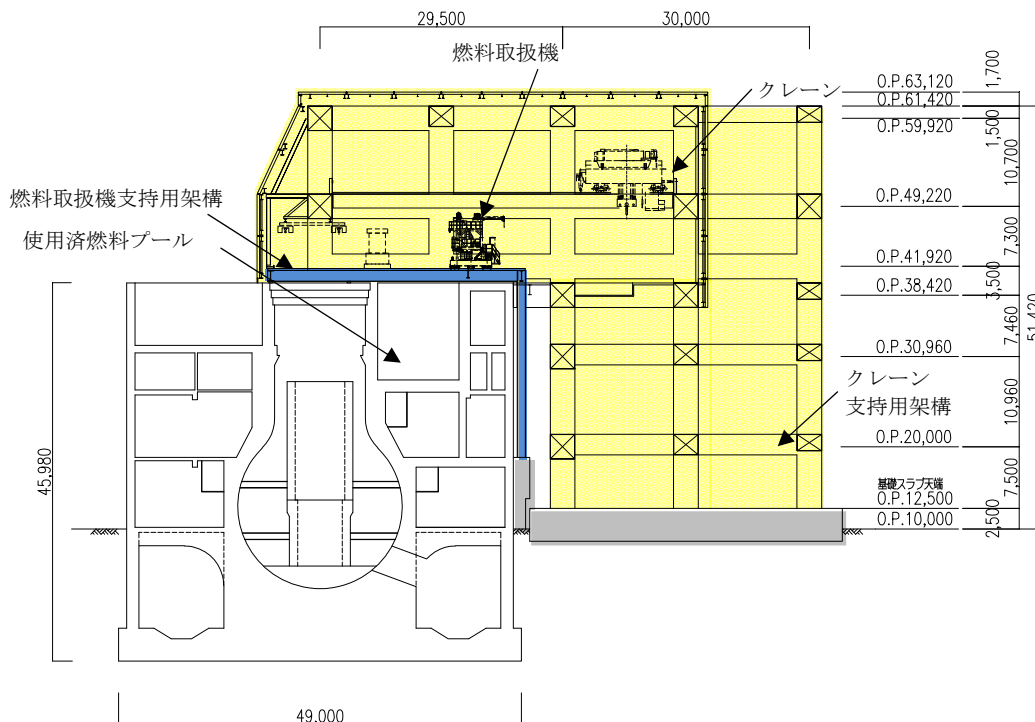 29,500
30,000
燃料取扱機
クレーン
O.P.63,120
1,700
O.P.61,420
O.P.59,920
1,500
10,700
燃料取扱機支持用架構
O.P.49,220
使用済燃料プール
7,300
O.P.41,920
3,500
O.P.38,420
7,460
51,420
O.P.30,960
クレーン
支持用架構
10,960
O.P.20,000
45,980
7,500
基礎スラブ天端
O.P.12,500
O.P.10,000
2,500
49,000